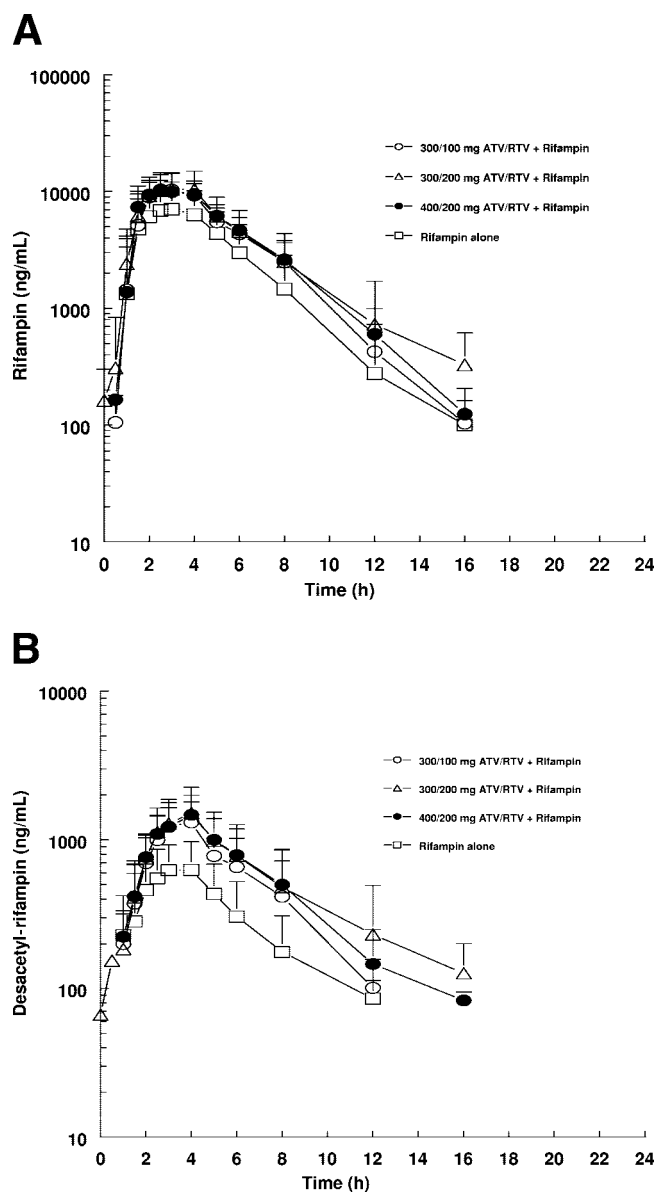 A
100000
10000
1000
100
10
Rifampin (ng/mL)
300/100 mg ATV/RTV + Rifampin
300/200 mg ATV/RTV + Rifampin
400/200 mg ATV/RTV + Rifampin
Rifampin alone
0 2 4 6 8 10 12 14 16 18 20 22 24
Time (h)
B
10000
1000
100
10
Desacetyl-rifampin (ng/mL)
300/100 mg ATV/RTV + Rifampin
300/200 mg ATV/RTV + Rifampin
400/200 mg ATV/RTV + Rifampin
Rifampin alone
0 2 4 6 8 10 12 14 16 18 20 22 24
Time (h)